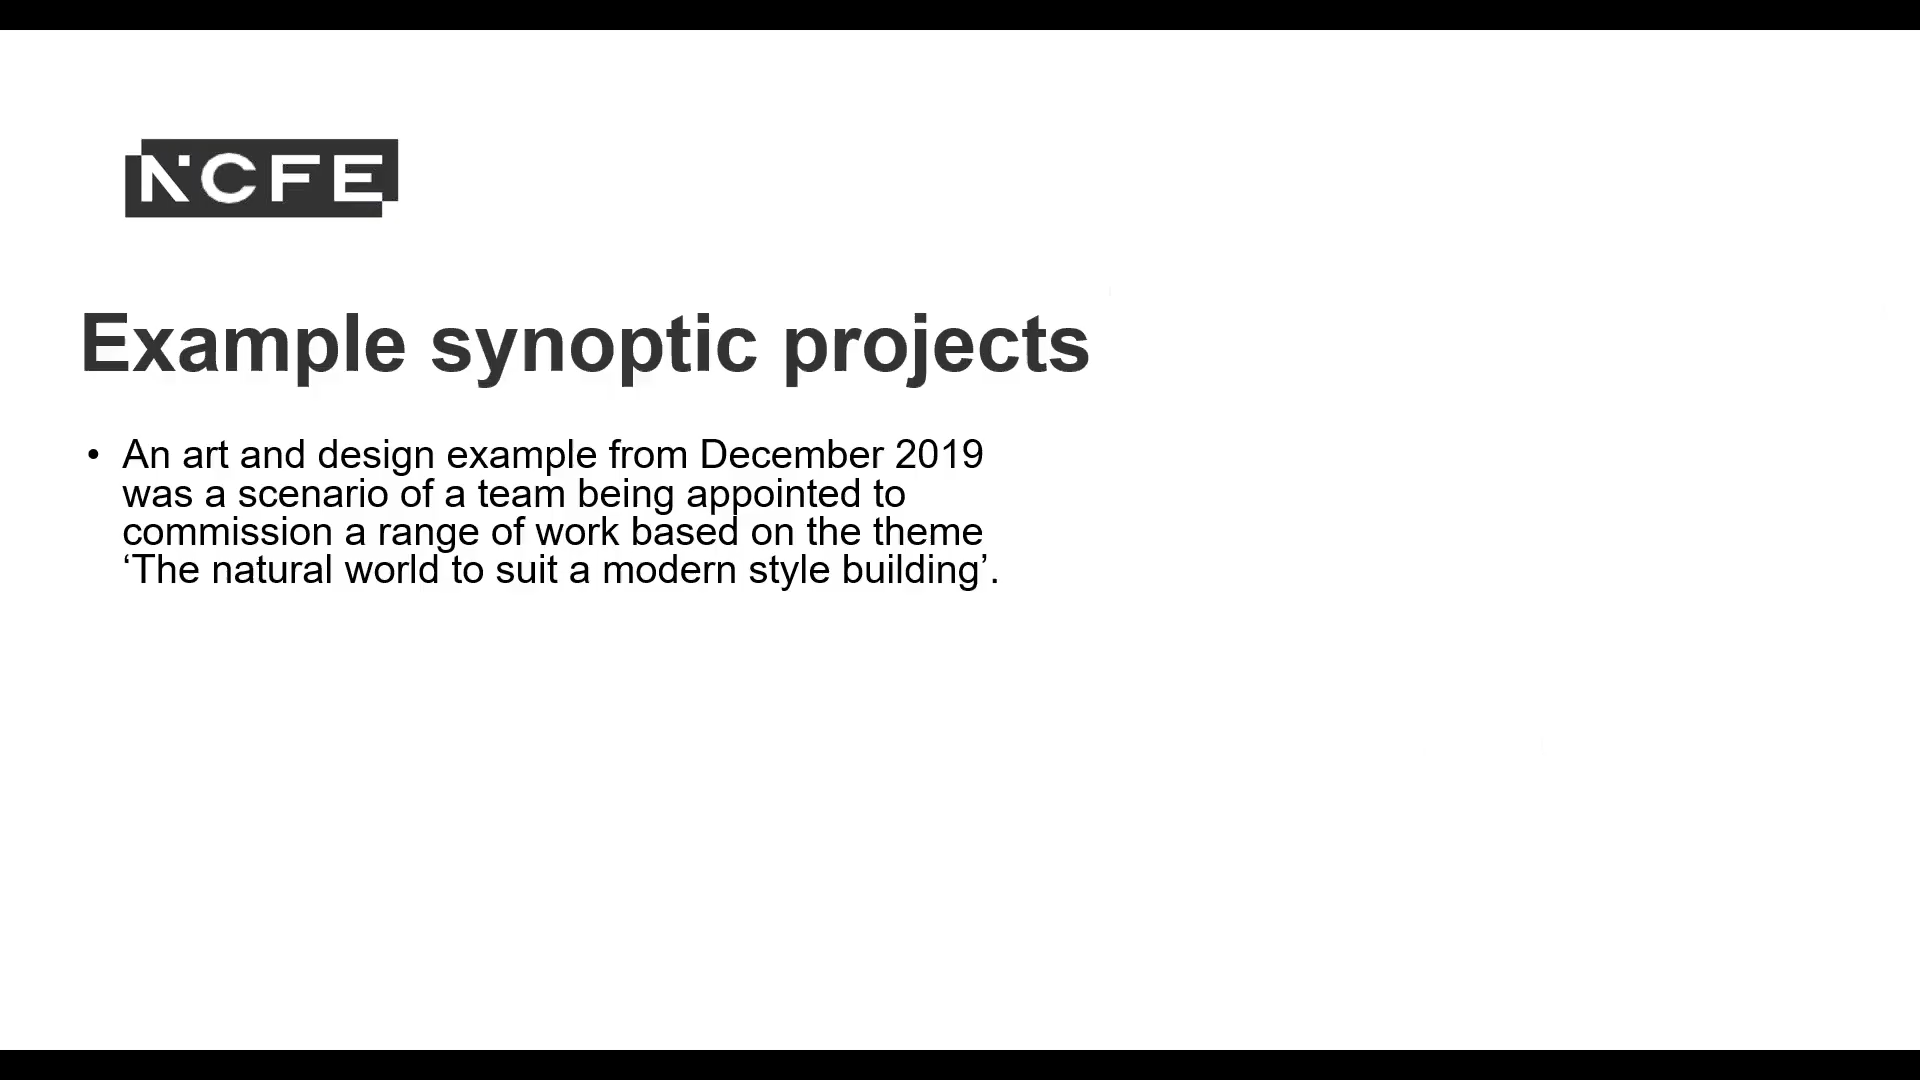 NCFE
Example synoptic projects
• An art and design example from December 2019
was a scenario of a team being appointed to
commission a range of work based on the theme
‘The natural world to suit a modern style building’.